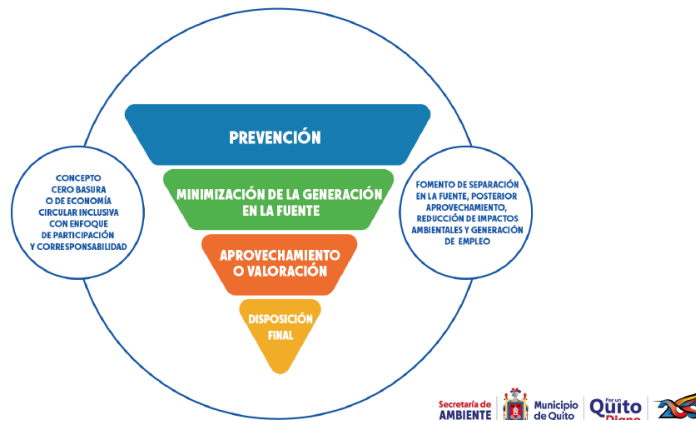 PREVENCIÓN
MINIMIZACIÓN DE LA GENERACIÓN
EN LA FUENTE
APROVECHAMIENTO
O VALORACIÓN
DISPOSICIÓN
FINAL
CONCEPTO
CERO BASURA
O DE ECONOMÍA
CIRCULAR INCLUSIVA
CON ENFOQUE
DE PARTICIPACIÓN
Y CORRESPONSABILIDAD
FOMENTO DE SEPARACIÓN
EN LA FUENTE, POSTERIOR
APROVECHAMIENTO,
REDUCCIÓN DE IMPACTOS
AMBIENTALES Y GENERACIÓN
DE EMPLEO
Secretaría de
AMBIENTE
Municipio
de Quito
Por un
Quito
Digno